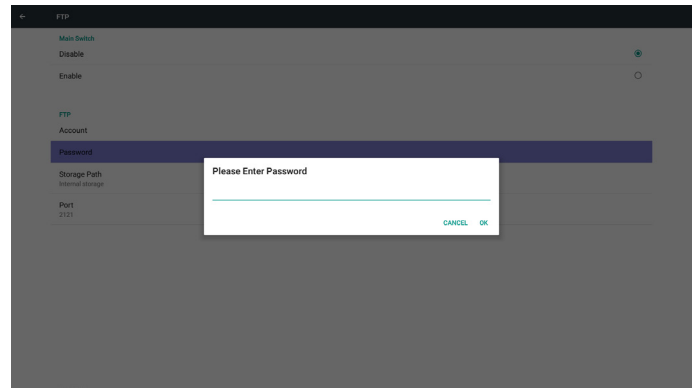 FTP
Main Switch
Disable
Enable
FTP
Account
Password
Storage Path
Internal storage
Port
2121
Please Enter Password
CANCEL OK